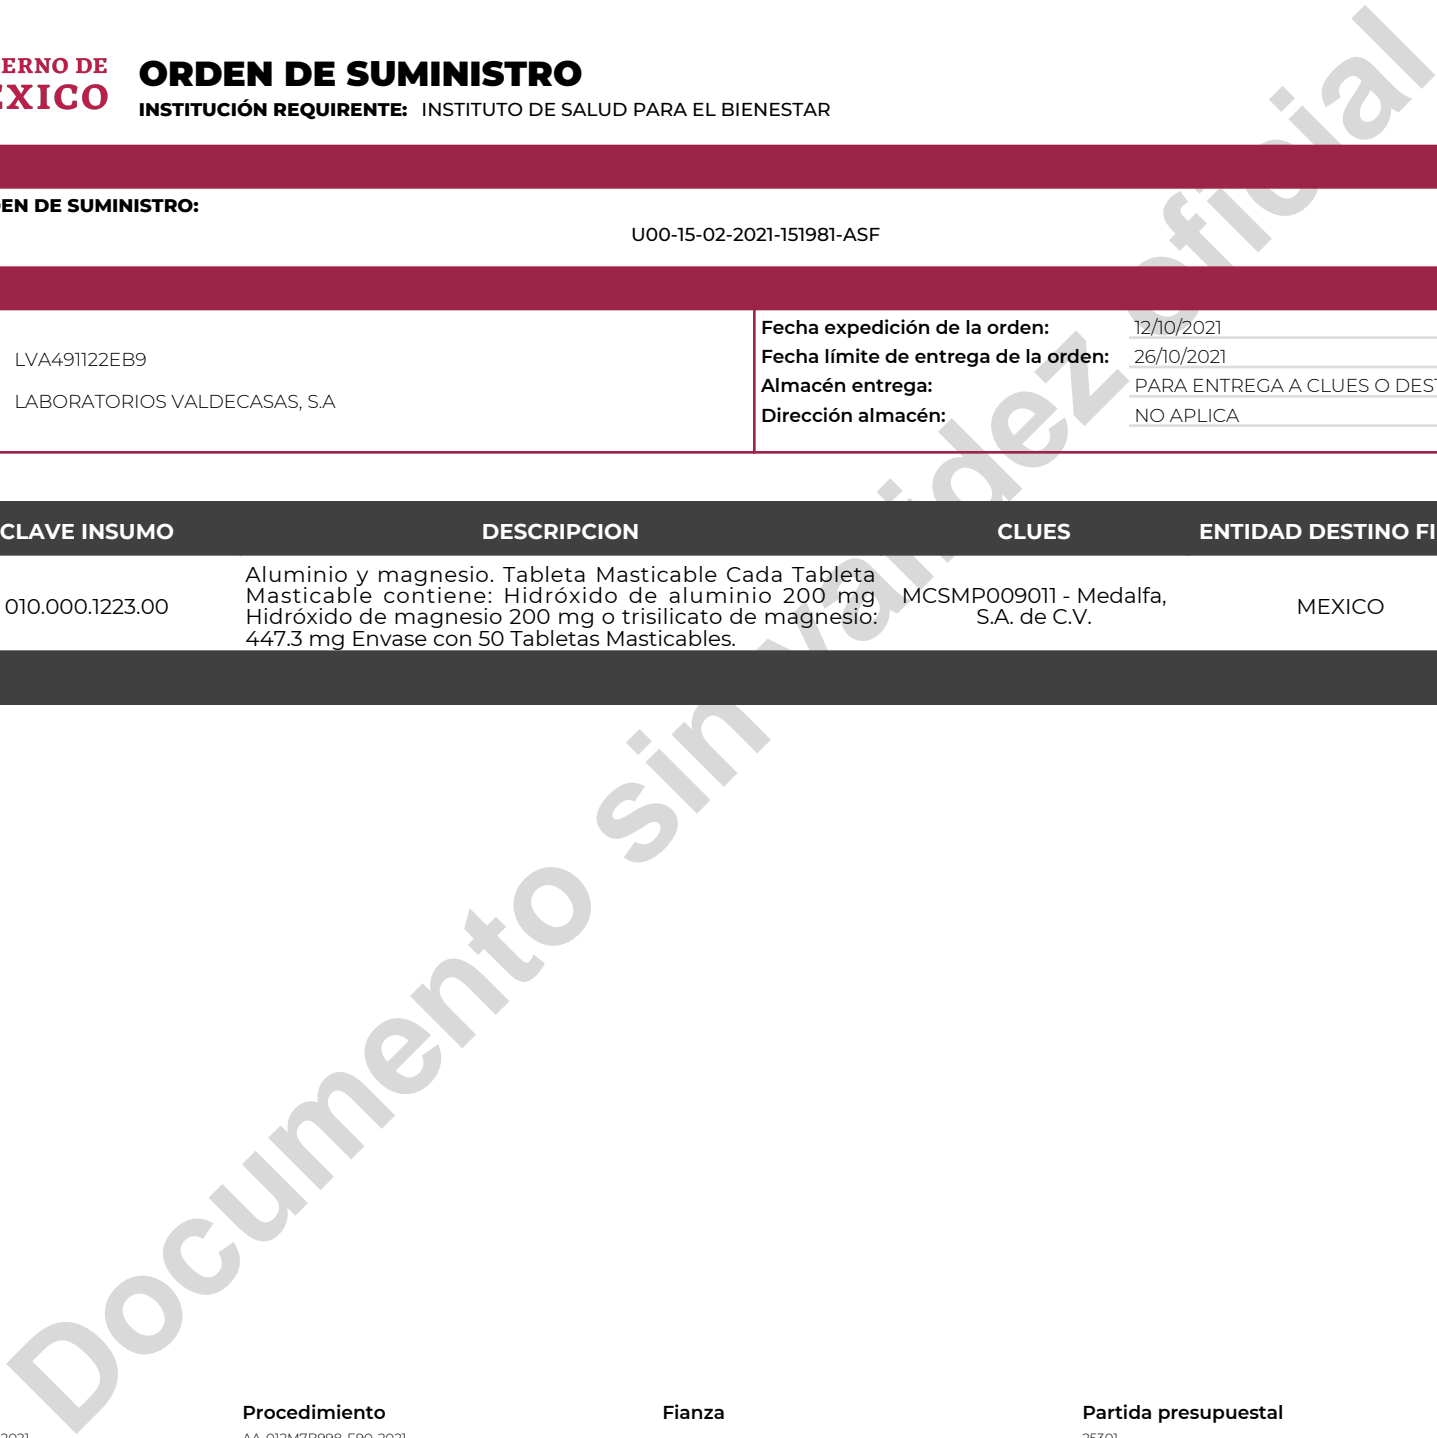 ERNO DE
EXICO
ORDEN DE SUMINISTRO
INSTITUCIÓN REQUIRENTE: INSTITUTO DE SALUD PARA EL BIENESTAR
EN DE SUMINISTRO:
U00-15-02-2021-151981-ASF
LVA491122EB9
LABORATORIOS VALDECASAS, S.A
Fecha expedición de la orden: 12/10/2021
Fecha límite de entrega de la orden: 26/10/2021
Almacén entrega: PARA ENTREGA A CLUES O DEST
Dirección almacén: NO APLICA
CLAVE INSUMO DESCRIPCION CLUES ENTIDAD DESTINO FI
010.000.1223.00
Aluminio y magnesio. Tableta Masticable Cada Tableta
Masticable contiene: Hidróxido de aluminio 200 mg
Hidróxido de magnesio 200 mg o trisilicato de magnesio:
447.3 mg Envase con 50 Tabletas Masticables.
MCSMP009011 - Medalfa,
S.A. de C.V.
MEXICO
Documento sin validez oficial
Procedimiento Fianza Partida presupuestal